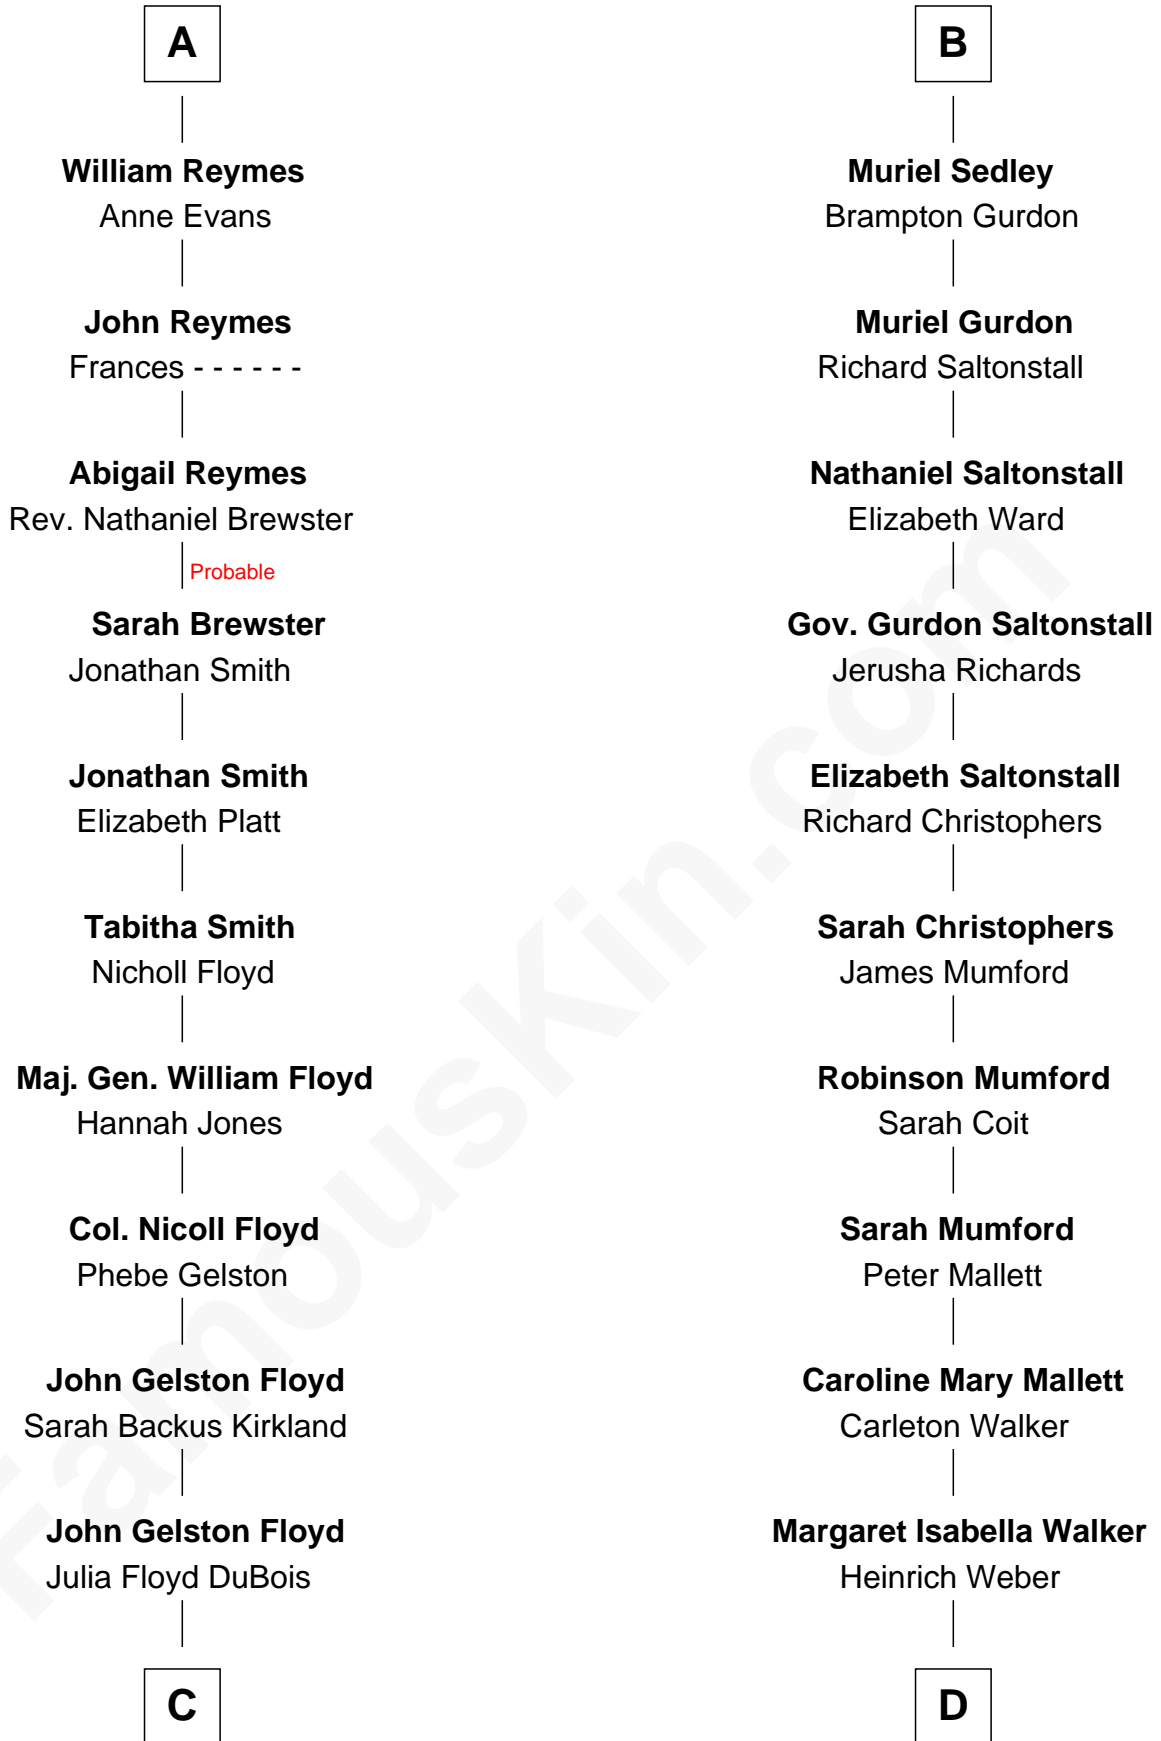 A
William Reymes
Anne Evans
John Reymes
Frances - - - - - -
Abigail Reymes
Rev. Nathaniel Brewster
Probable
Sarah Brewster
Jonathan Smith
Jonathan Smith
Elizabeth Platt
Tabitha Smith
Nicholl Floyd
Maj. Gen. William Floyd
Hannah Jones
Col. Nicoll Floyd
Phebe Gelston
John Gelston Floyd
Sarah Backus Kirkland
John Gelston Floyd
Julia Floyd DuBois
C
B
Muriel Sedley
Brampton Gurdon
Muriel Gurdon
Richard Saltonstall
Nathaniel Saltonstall
Elizabeth Ward
Gov. Gurdon Saltonstall
Jerusha Richards
Elizabeth Saltonstall
Richard Christophers
Sarah Christophers
James Mumford
Robinson Mumford
Sarah Coit
Sarah Mumford
Peter Mallett
Caroline Mary Mallett
Carleton Walker
Margaret Isabella Walker
Heinrich Weber
D
FamousKin.com